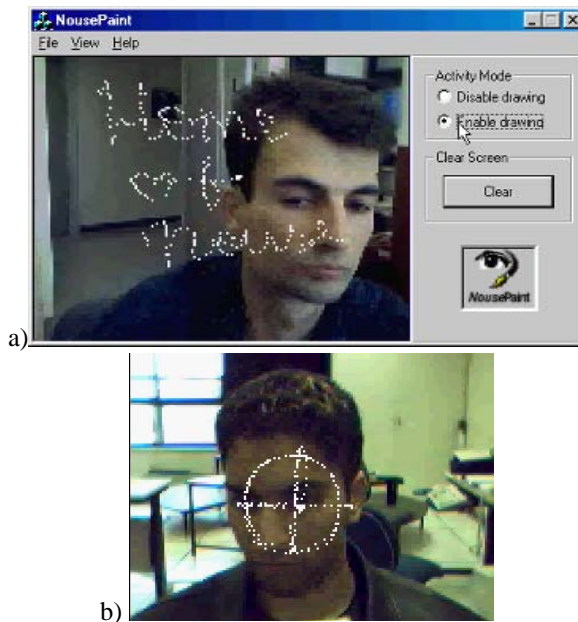 NousePaint
File View Help
Activity Mode
Disable drawing
Enable drawing
Clear Screen
Clear
NousePaint
a)
b)